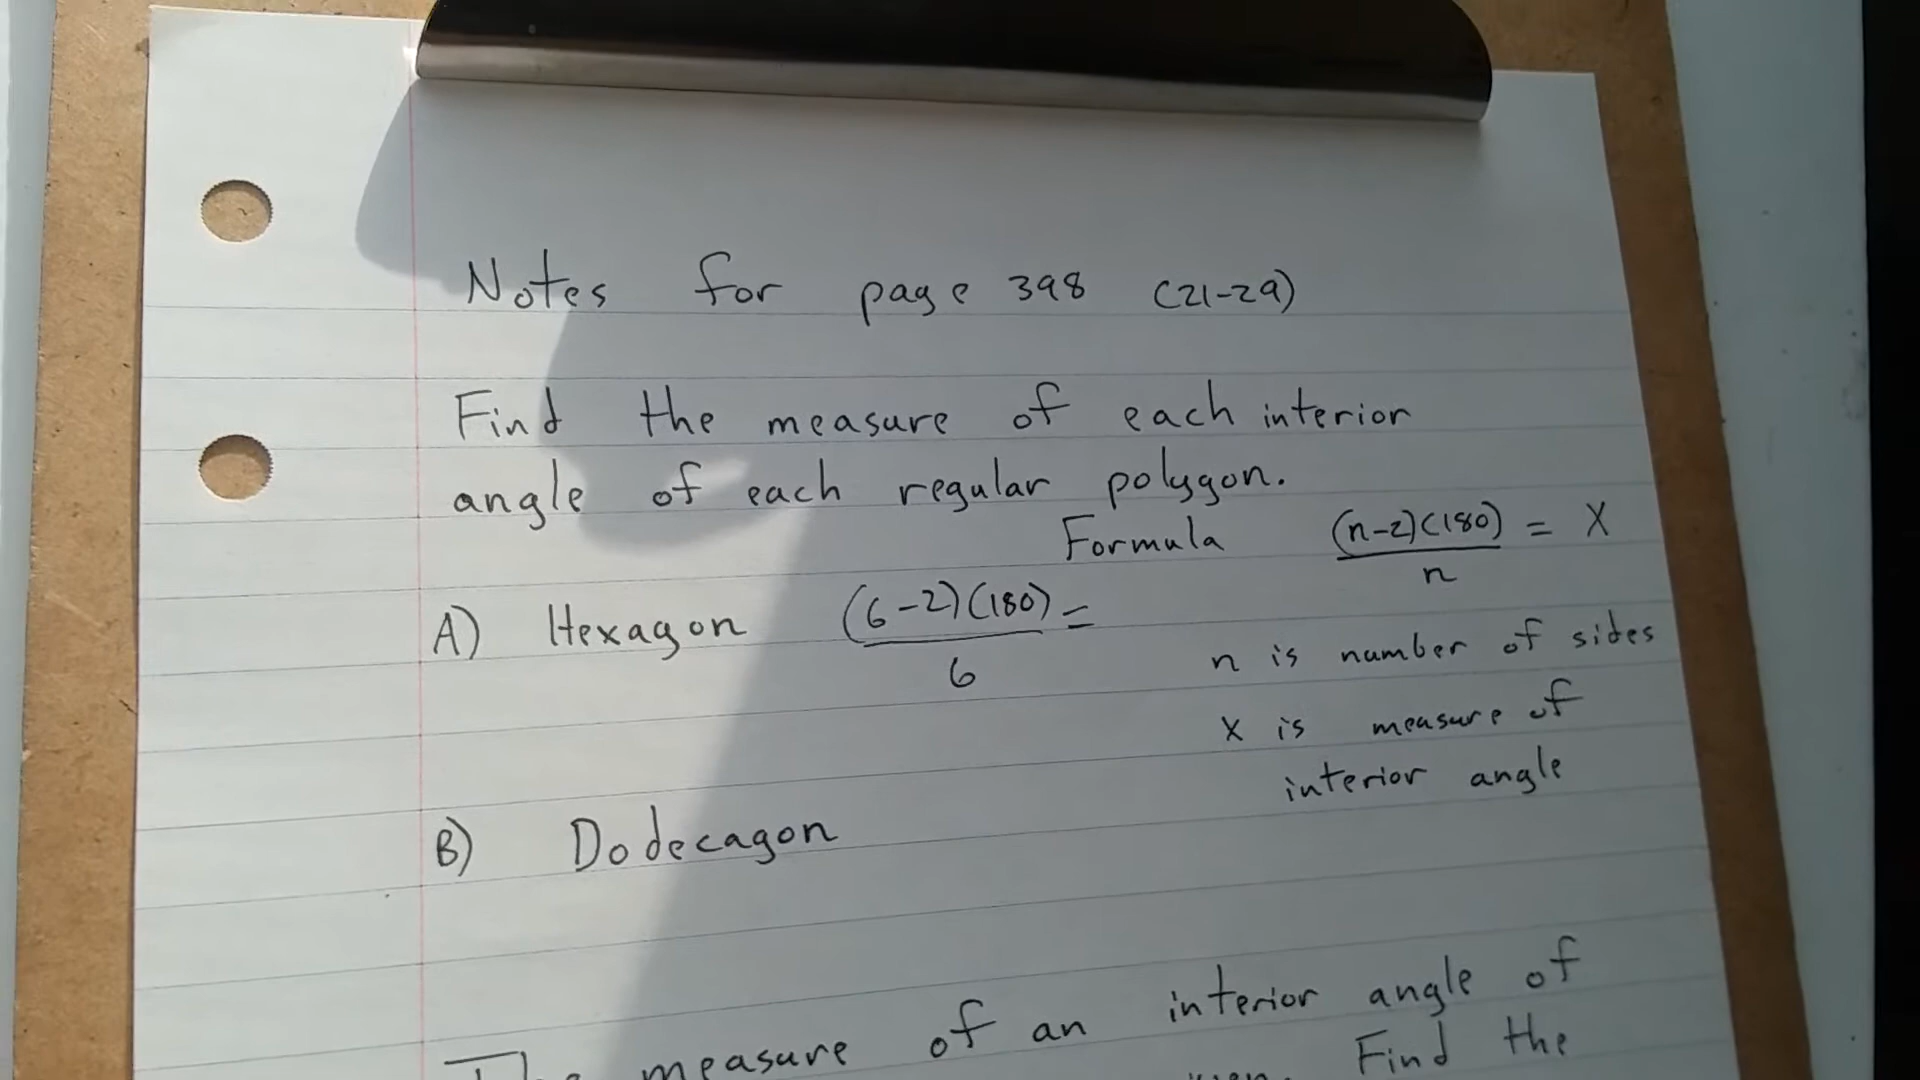 Notes for page 398 (21-29)
Find the measure of each interior
angle of each regular polygon.
Formula (n-2)(180) / n = X
A) Hexagon (6-2)(180) / 6 =
n is number of sides
X is measure of
interior angle
B) Dodecagon
measure of an interior angle of
Find the